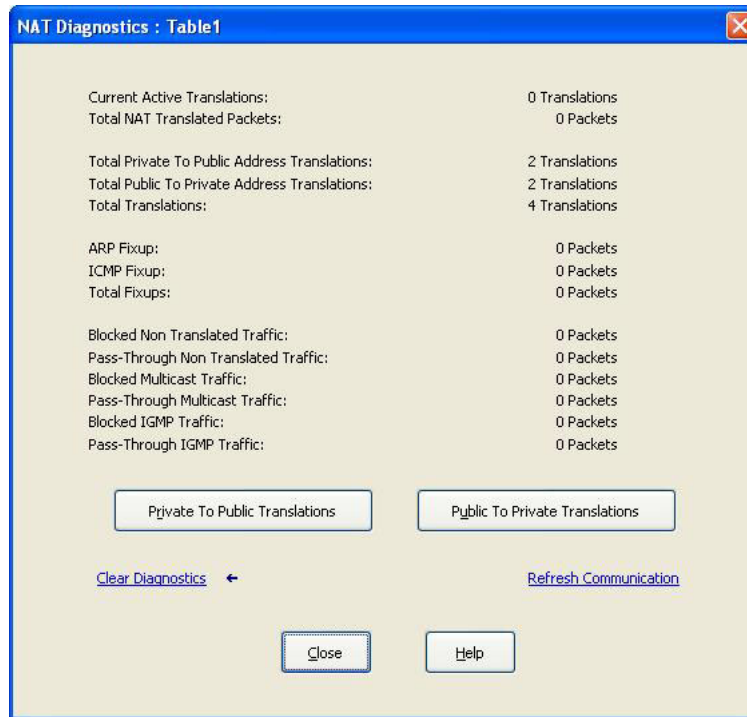 NAT Diagnostics : Table1
Current Active Translations: 0 Translations
Total NAT Translated Packets: 0 Packets
Total Private To Public Address Translations: 2 Translations
Total Public To Private Address Translations: 2 Translations
Total Translations: 4 Translations
ARP Fixup: 0 Packets
ICMP Fixup: 0 Packets
Total Fixups: 0 Packets
Blocked Non Translated Traffic: 0 Packets
Pass-Through Non Translated Traffic: 0 Packets
Blocked Multicast Traffic: 0 Packets
Pass-Through Multicast Traffic: 0 Packets
Blocked IGMP Traffic: 0 Packets
Pass-Through IGMP Traffic: 0 Packets
Private To Public Translations Public To Private Translations
Clear Diagnostics ← Refresh Communication
Close Help